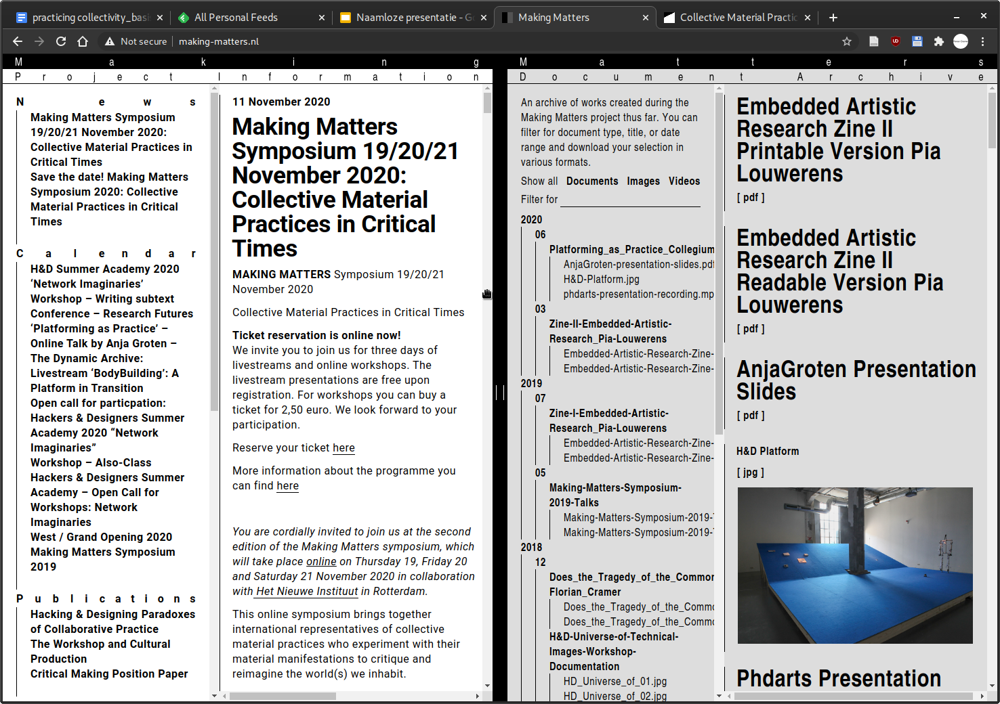 practicing collectivity_bas
All Personal Feeds
Naamloze presentatie - G
Making Matters
Collective Material Practic
Not secure
making-matters.nl
Making
Matters
Project Information
Document Archive
News
Making Matters Symposium
19/20/21 November 2020:
Collective Material Practices in
Critical Times
Save the date! Making Matters
Symposium 2020: Collective
Material Practices in Critical
Times
Calendar
H&D Summer Academy 2020
‘Network Imaginaries’
Workshop – Writing subtext
Conference – Research Futures
‘Platforming as Practice’ –
Online Talk by Anja Groten –
The Dynamic Archive:
Livestream ‘BodyBuilding’: A
Platform in Transition
Open call for particpation:
Hackers & Designers Summer
Academy 2020 “Network
Imaginaries”
Workshop – Also-Class
Hackers & Designers Summer
Academy – Open Call for
Workshops: Network
Imaginaries
West / Grand Opening 2020
Making Matters Symposium
2019
Publications
Hacking & Designing Paradoxes
of Collaborative Practice
The Workshop and Cultural
Production
Critical Making Position Paper
11 November 2020
Making Matters
Symposium 19/20/21
November 2020:
Collective Material
Practices in Critical
Times
MAKING MATTERS Symposium 19/20/21
November 2020
Collective Material Practices in Critical Times
Ticket reservation is online now!
We invite you to join us for three days of
livestreams and online workshops. The
livestream presentations are free upon
registration. For workshops you can buy a
ticket for 2,50 euro. We look forward to your
participation.
Reserve your ticket here
More information about the programme you
can find here
You are cordially invited to join us at the second
edition of the Making Matters symposium, which
will take place online on Thursday 19, Friday 20
and Saturday 21 November 2020 in collaboration
with Het Nieuwe Instituut in Rotterdam.
This online symposium brings together
international representatives of collective
material practices who experiment with their
material manifestations to critique and
reimagine the world(s) we inhabit.
An archive of works created during the
Making Matters project thus far. You can
filter for document type, title, or date
range and download your selection in
various formats.
Show all Documents Images Videos
Filter for
2020
06
Platforming_as_Practice_Collegium
AnjaGroten-presentation-slides.pdf
H&D-Platform.jpg
phdarts-presentation-recording.mp
03
Zine-II-Embedded-Artistic-
Research_Pia-Louwerens
Embedded-Artistic-Research-Zine-
Embedded-Artistic-Research-Zine-
2019
07
Zine-I-Embedded-Artistic-
Research_Pia-Louwerens
Embedded-Artistic-Research-Zine-
Embedded-Artistic-Research-Zine-
05
Making-Matters-Symposium-
2019-Talks
Making-Matters-Symposium-2019-
Making-Matters-Symposium-2019-
2018
12
Does_the_Tragedy_of_the_Common
Florian_Cramer
Does_the_Tragedy_of_the_Commo
Does_the_Tragedy_of_the_Commo
H&D-Universe-of-Technical-
Images-Workshop-
Documentation
HD_Universe_of_01.jpg
HD_Universe_of_02.jpg
Embedded Artistic
Research Zine II
Printable Version Pia
Louwerens
[ pdf ]
Embedded Artistic
Research Zine II
Readable Version Pia
Louwerens
[ pdf ]
AnjaGroten Presentation
Slides
[ pdf ]
H&D Platform
[ jpg ]
Phdarts Presentation